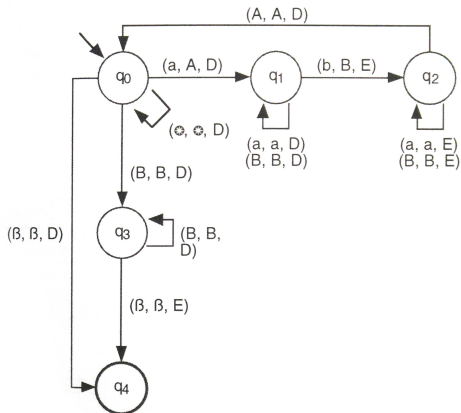 (A, A, D)
q0
(a, A, D)
q1
(b, B, E)
q2
(✪, ✪, D)
(a, a, D)
(B, B, D)
(a, a, E)
(B, B, E)
(B, B, D)
(ß, ß, D)
q3
(B, B,
D)
(ß, ß, E)
q4